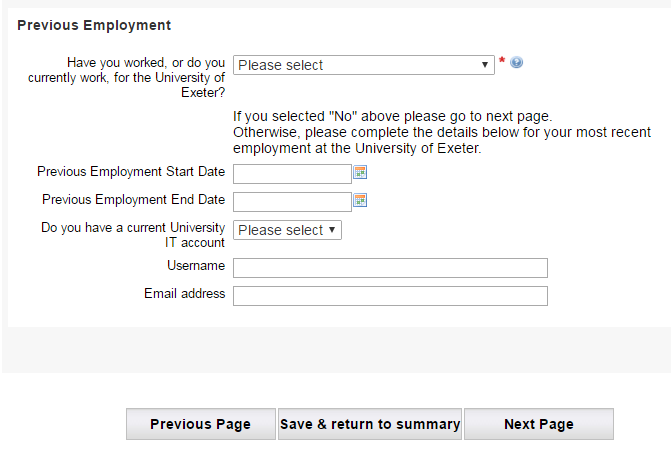 Previous Employment
Have you worked, or do you
currently work, for the University of
Exeter?
Please select
*
?
If you selected "No" above please go to next page.
Otherwise, please complete the details below for your most recent
employment at the University of Exeter.
Previous Employment Start Date
Previous Employment End Date
Do you have a current University
IT account
Please select
Username
Email address
Previous Page
Save & return to summary
Next Page